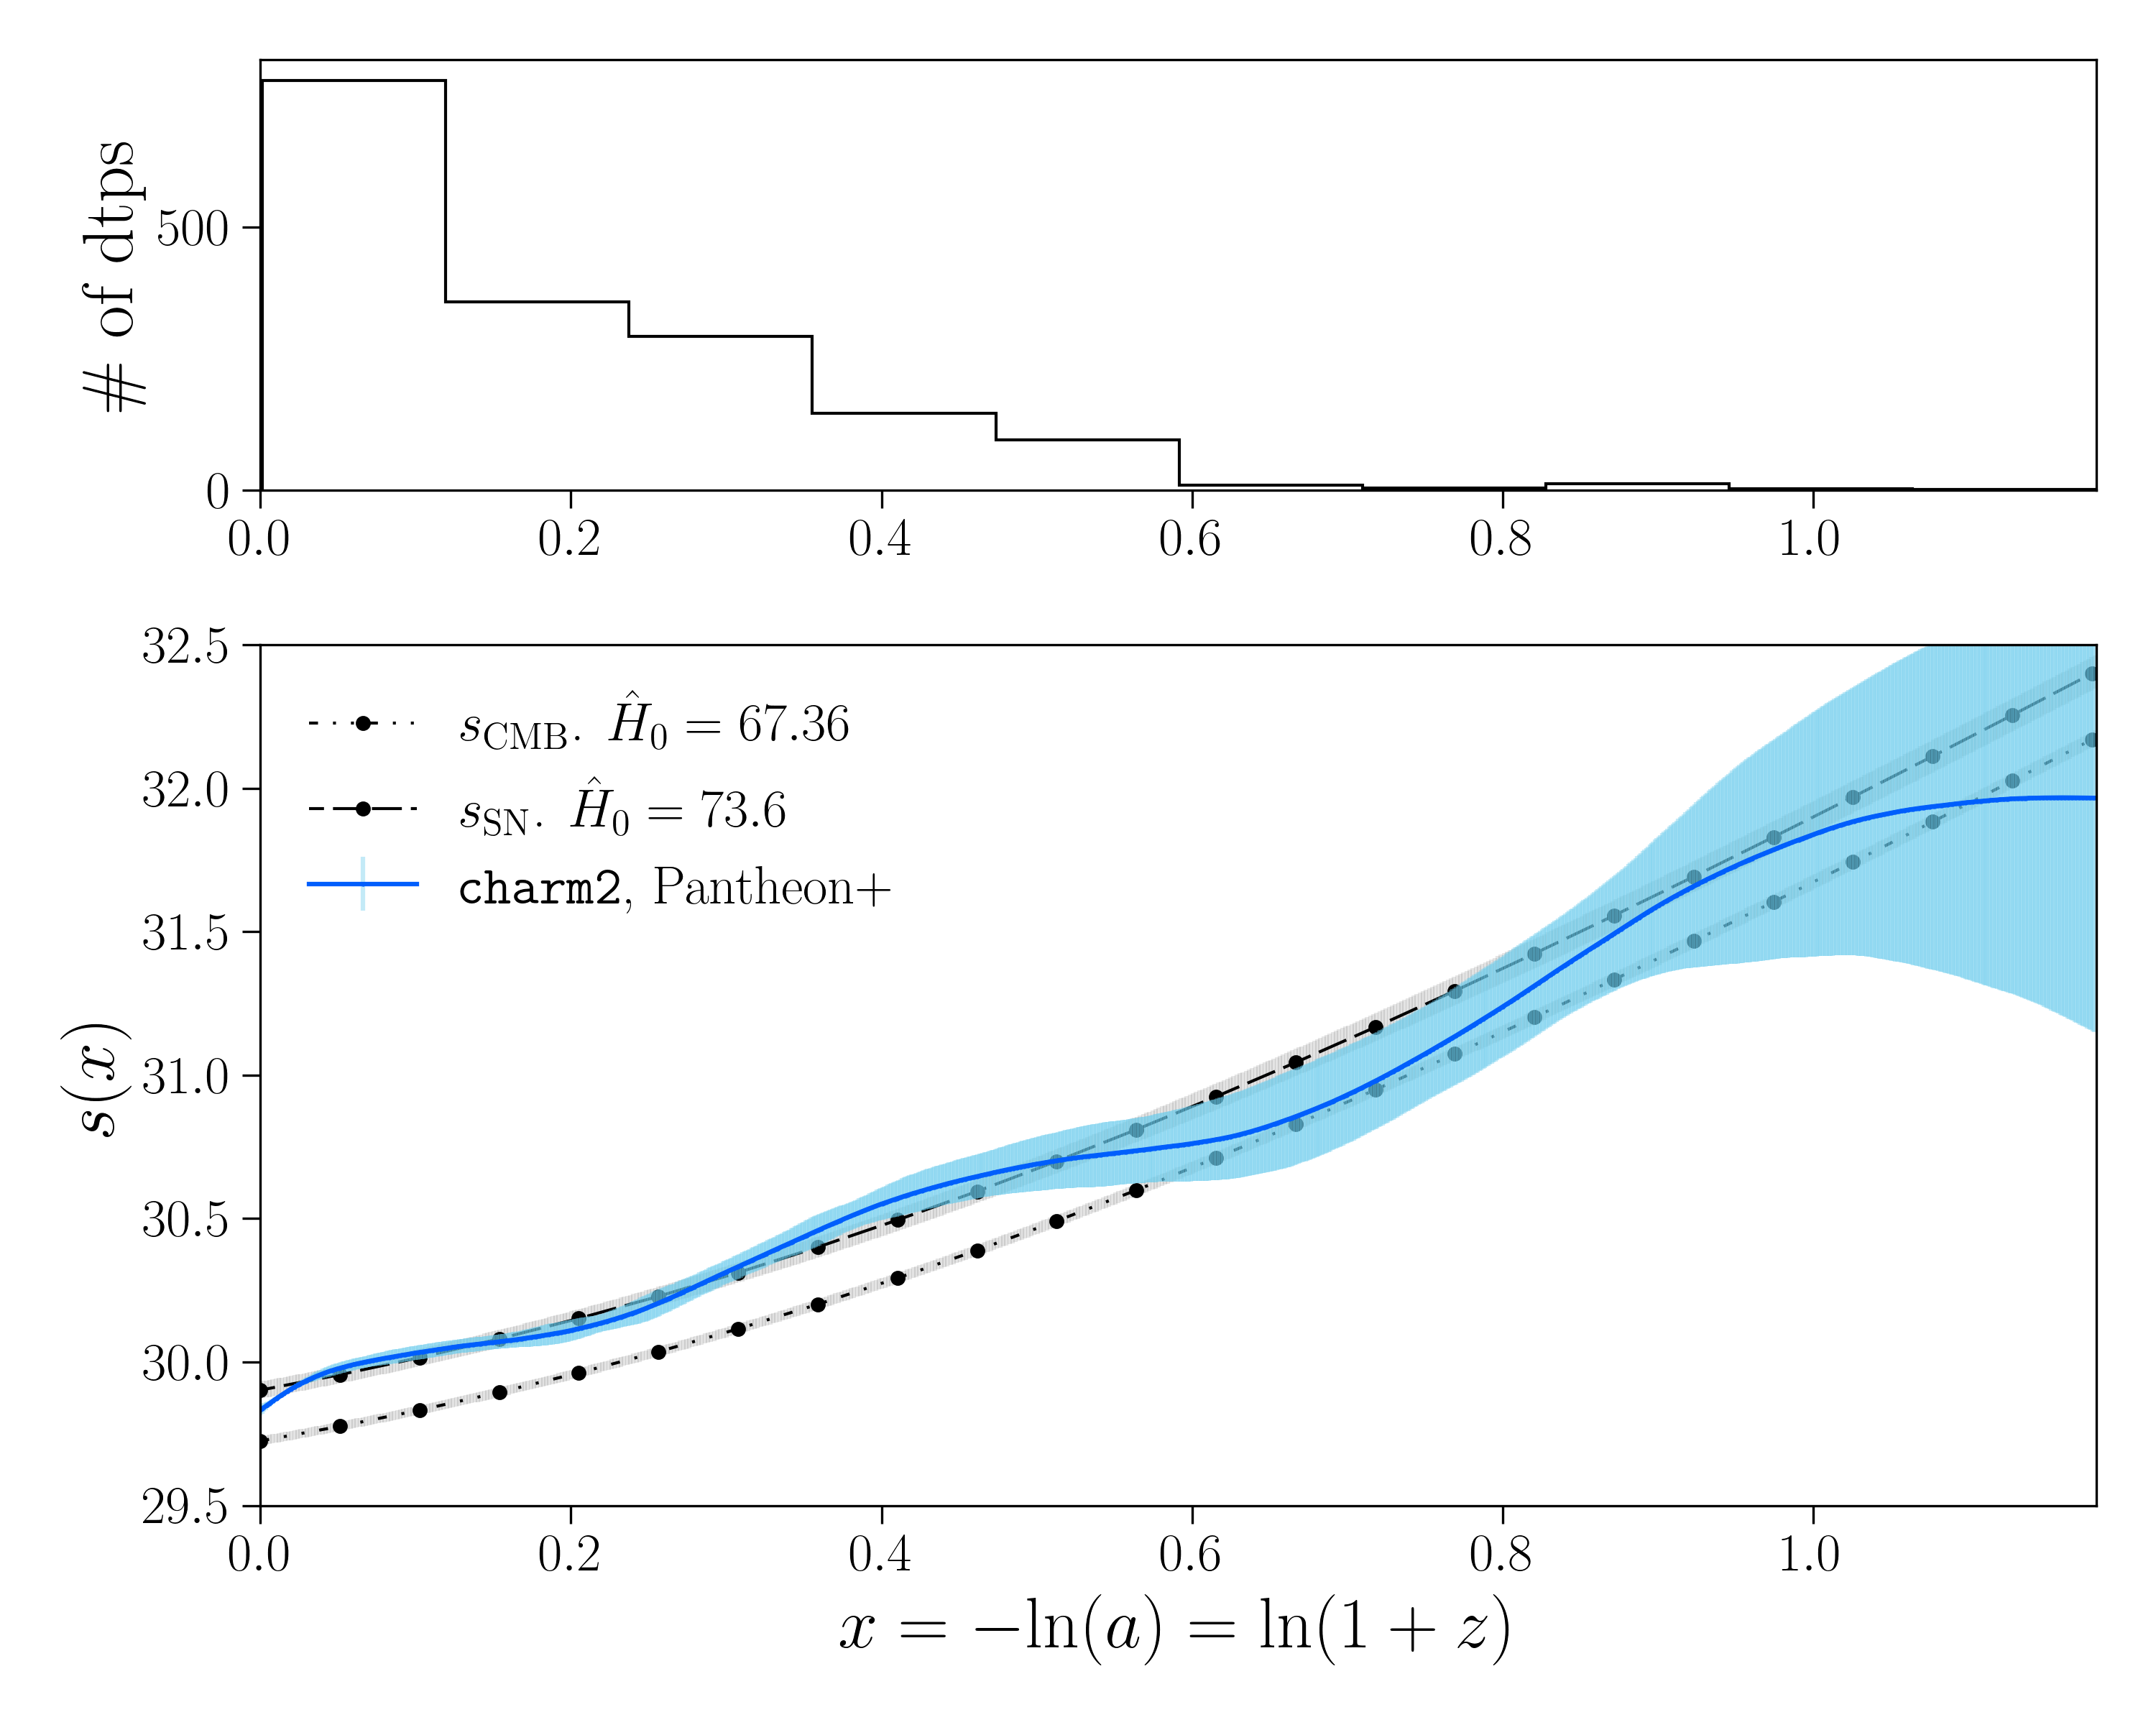 # of dtps
500
0
0.0 0.2 0.4 0.6 0.8 1.0
s(x)
32.5
32.0
31.5
31.0
30.5
30.0
29.5
s_CMB. Ĥ_0 = 67.36
s_SN. Ĥ_0 = 73.6
charm2, Pantheon+
0.0 0.2 0.4 0.6 0.8 1.0
x = −ln(a) = ln(1 + z)